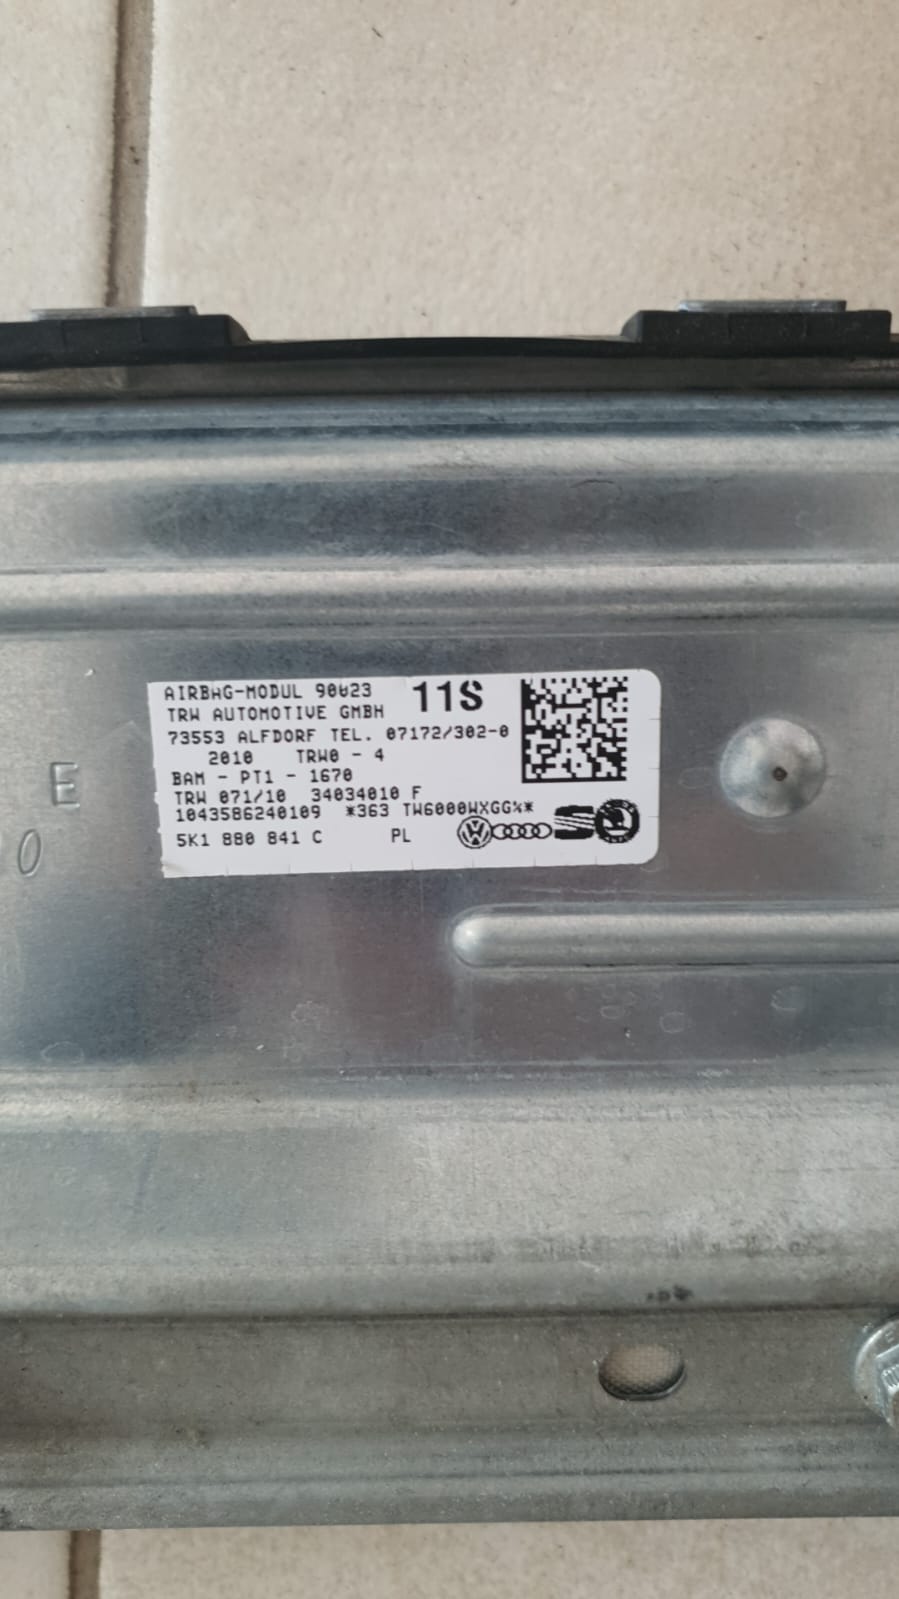 AIRBAG-MODUL 90023 11S
TRW AUTOMOTIVE GMBH
73553 ALFDORF TEL. 07172/302-0
2010 TRW0 - 4
BAM - PT1 - 1670
TRW 071/10 34034010 F
1043586240109 *363 TW6000WXGG%*
5K1 880 841 C PL
E
0